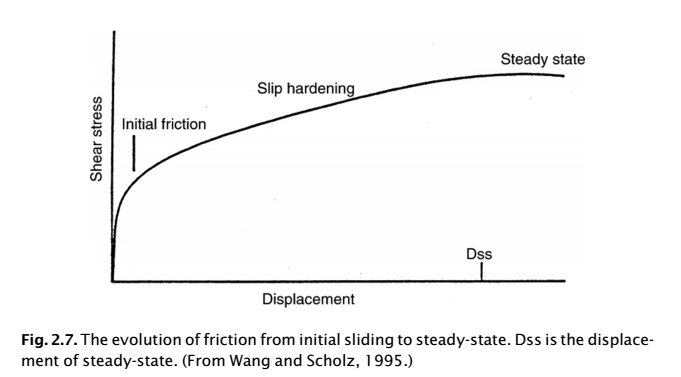 Steady state
Slip hardening
Initial friction
Shear stress
Dss
Displacement
Fig. 2.7. The evolution of friction from initial sliding to steady-state. Dss is the displace-
ment of steady-state. (From Wang and Scholz, 1995.)